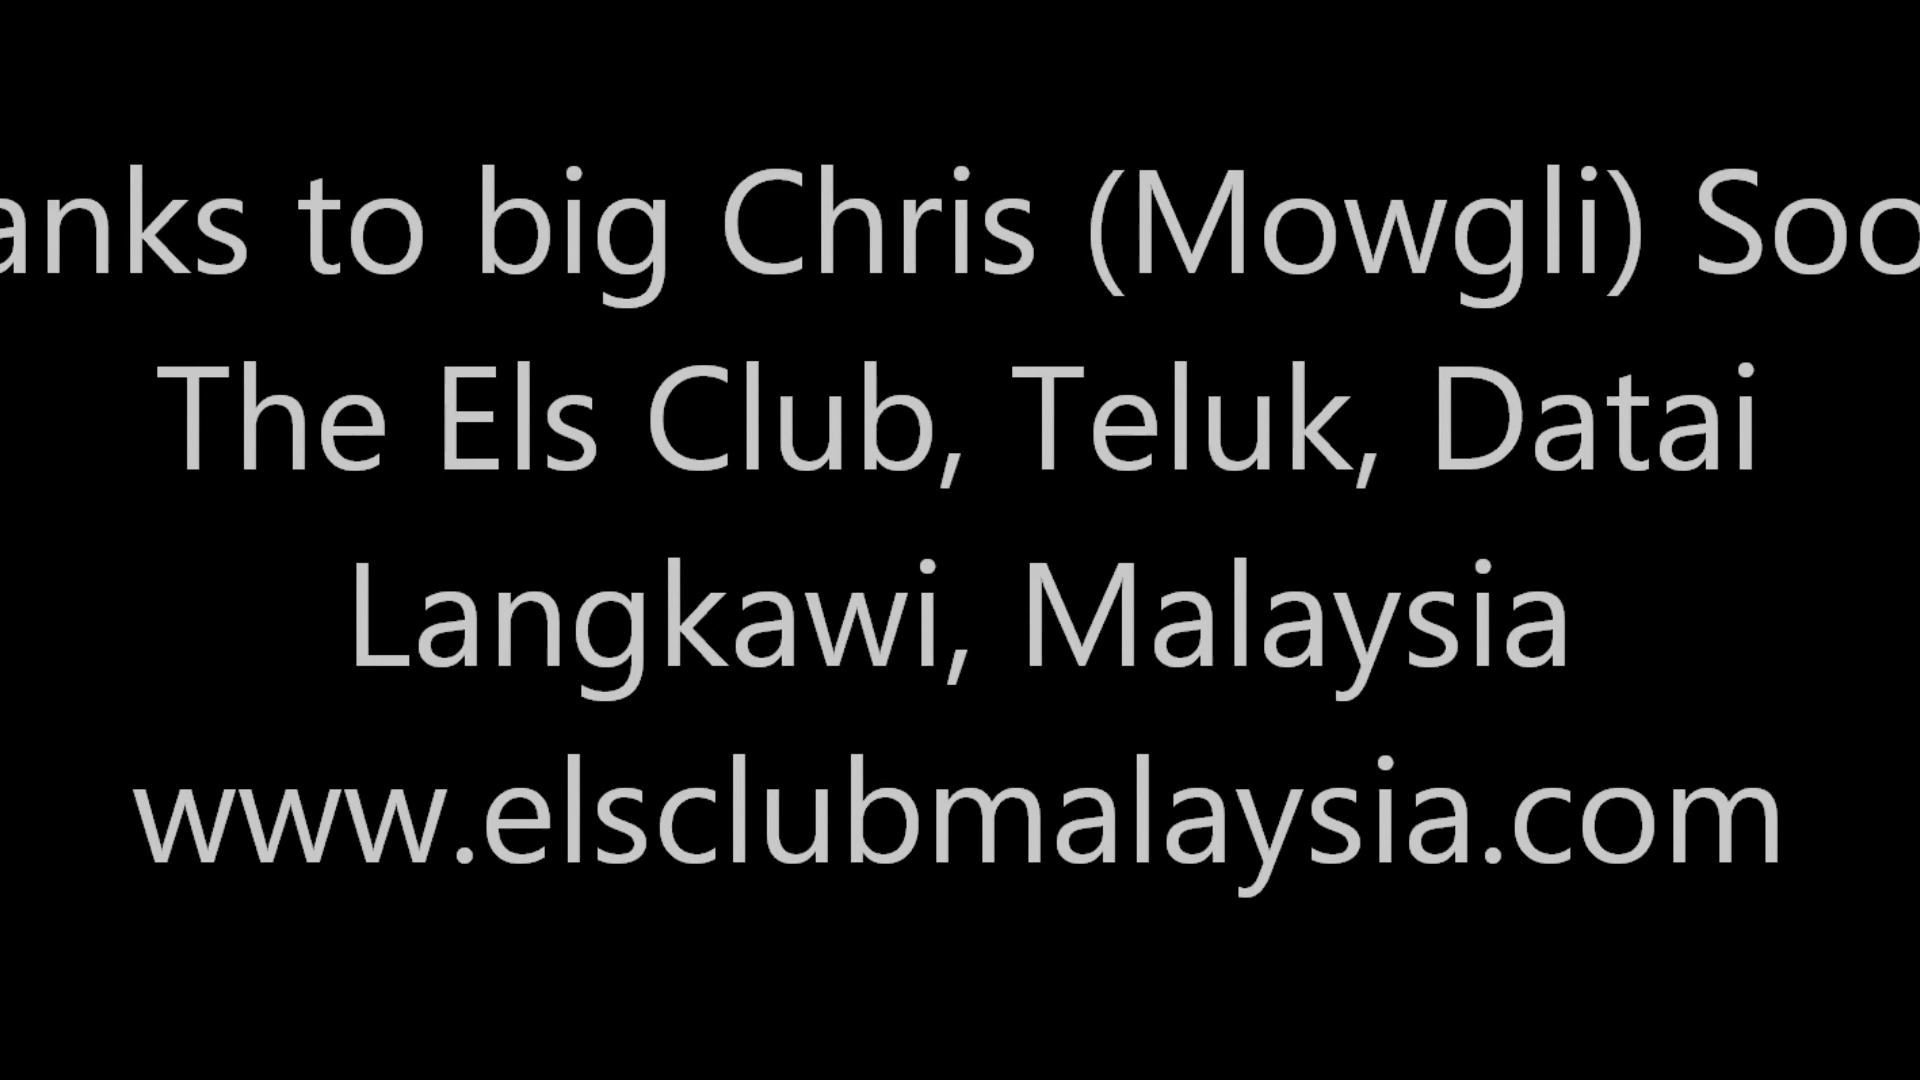 anks to big Chris (Mowgli) Soo
The Els Club, Teluk, Datai
Langkawi, Malaysia
www.elsclubmalaysia.com